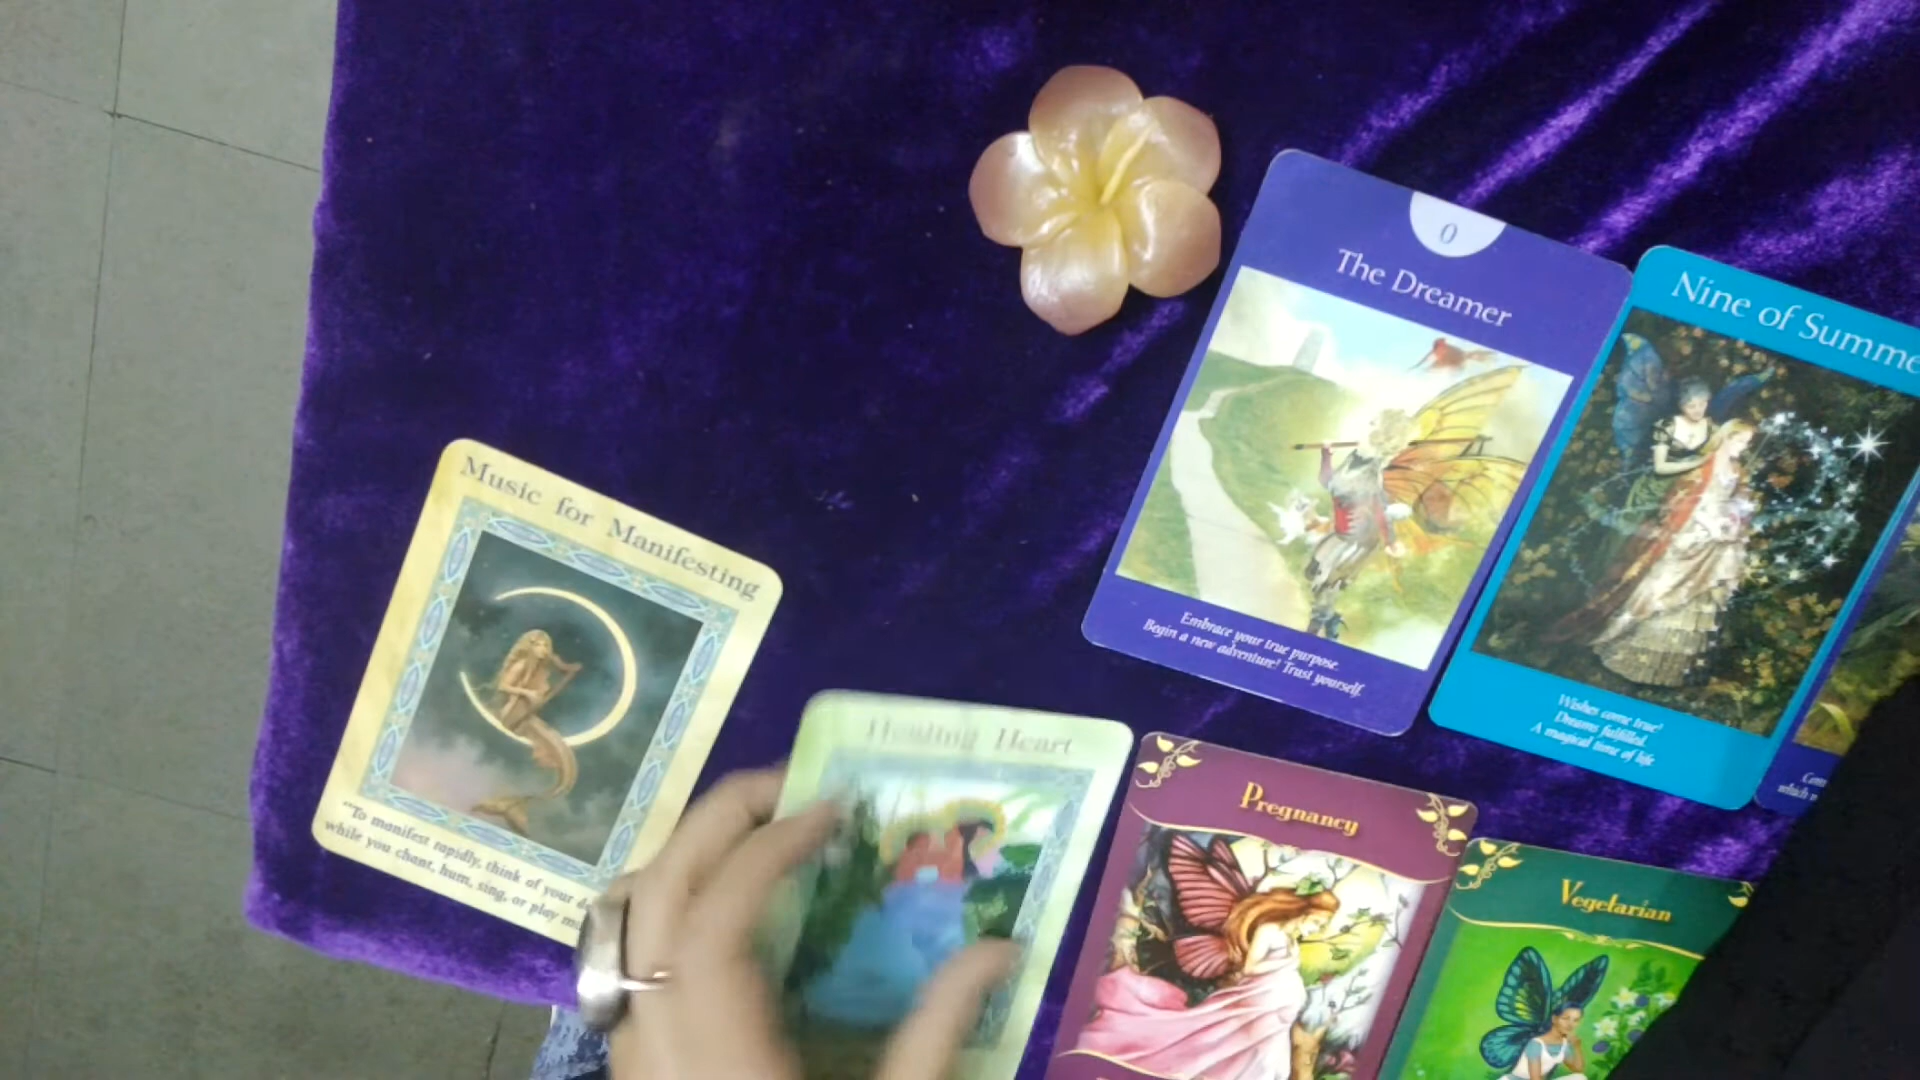 0
The Dreamer
Embrace your true purpose.
Begin a new adventure! Trust yourself.
Nine of Summe
Wishes come true!
Dreams fulfilled.
A magical time of life
Music for Manifesting
"To manifest rapidly, think of your
while you chant, hum, sing, or play
Healing Heart
Pregnancy
Vegetarian